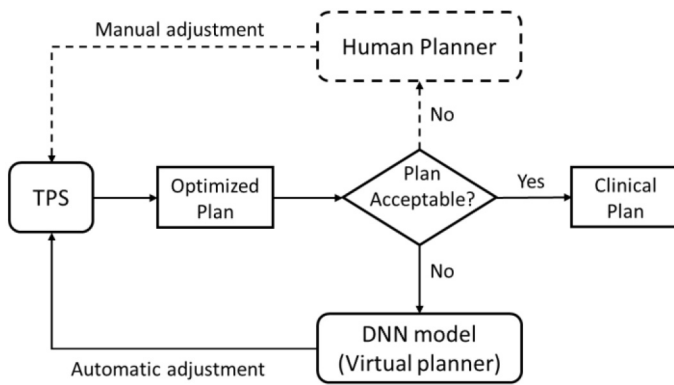 Manual adjustment
Human Planner
No
TPS
Optimized
Plan
Plan
Acceptable?
Yes
Clinical
Plan
No
DNN model
(Virtual planner)
Automatic adjustment